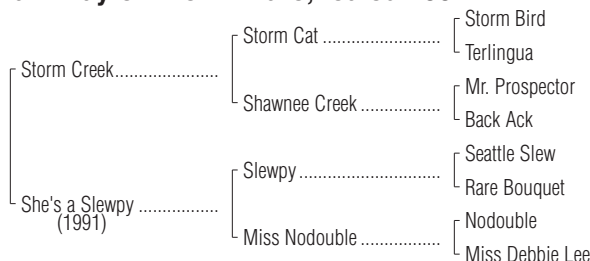 Storm Bird
Storm Cat....................
Terlingua
Storm Creek.....................
Mr. Prospector
Shawnee Creek ................
Back Ack
Seattle Slew
Slewpy ............................
Rare Bouquet
She's a Slewpy ................
(1991)
Nodouble
Miss Nodouble ................
Miss Debbie Lee